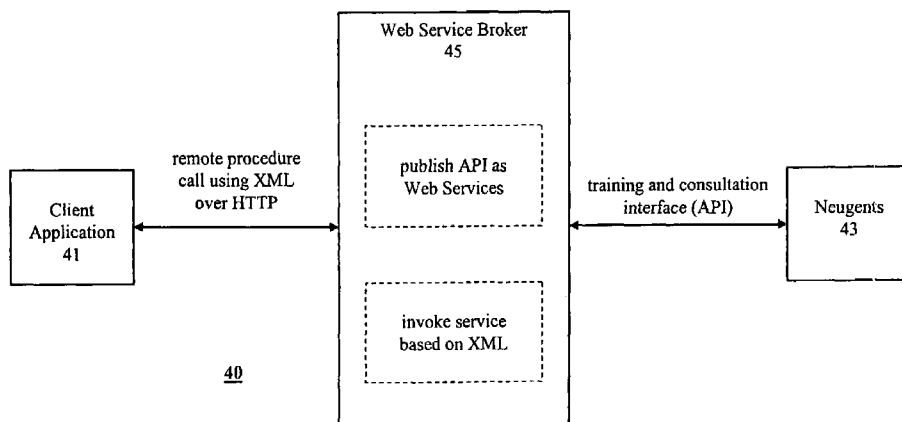 Web Service Broker
45
publish API as
Web Services
remote procedure
call using XML
over HTTP
training and consultation
interface (API)
Client
Application
41
Neugents
43
invoke service
based on XML
40